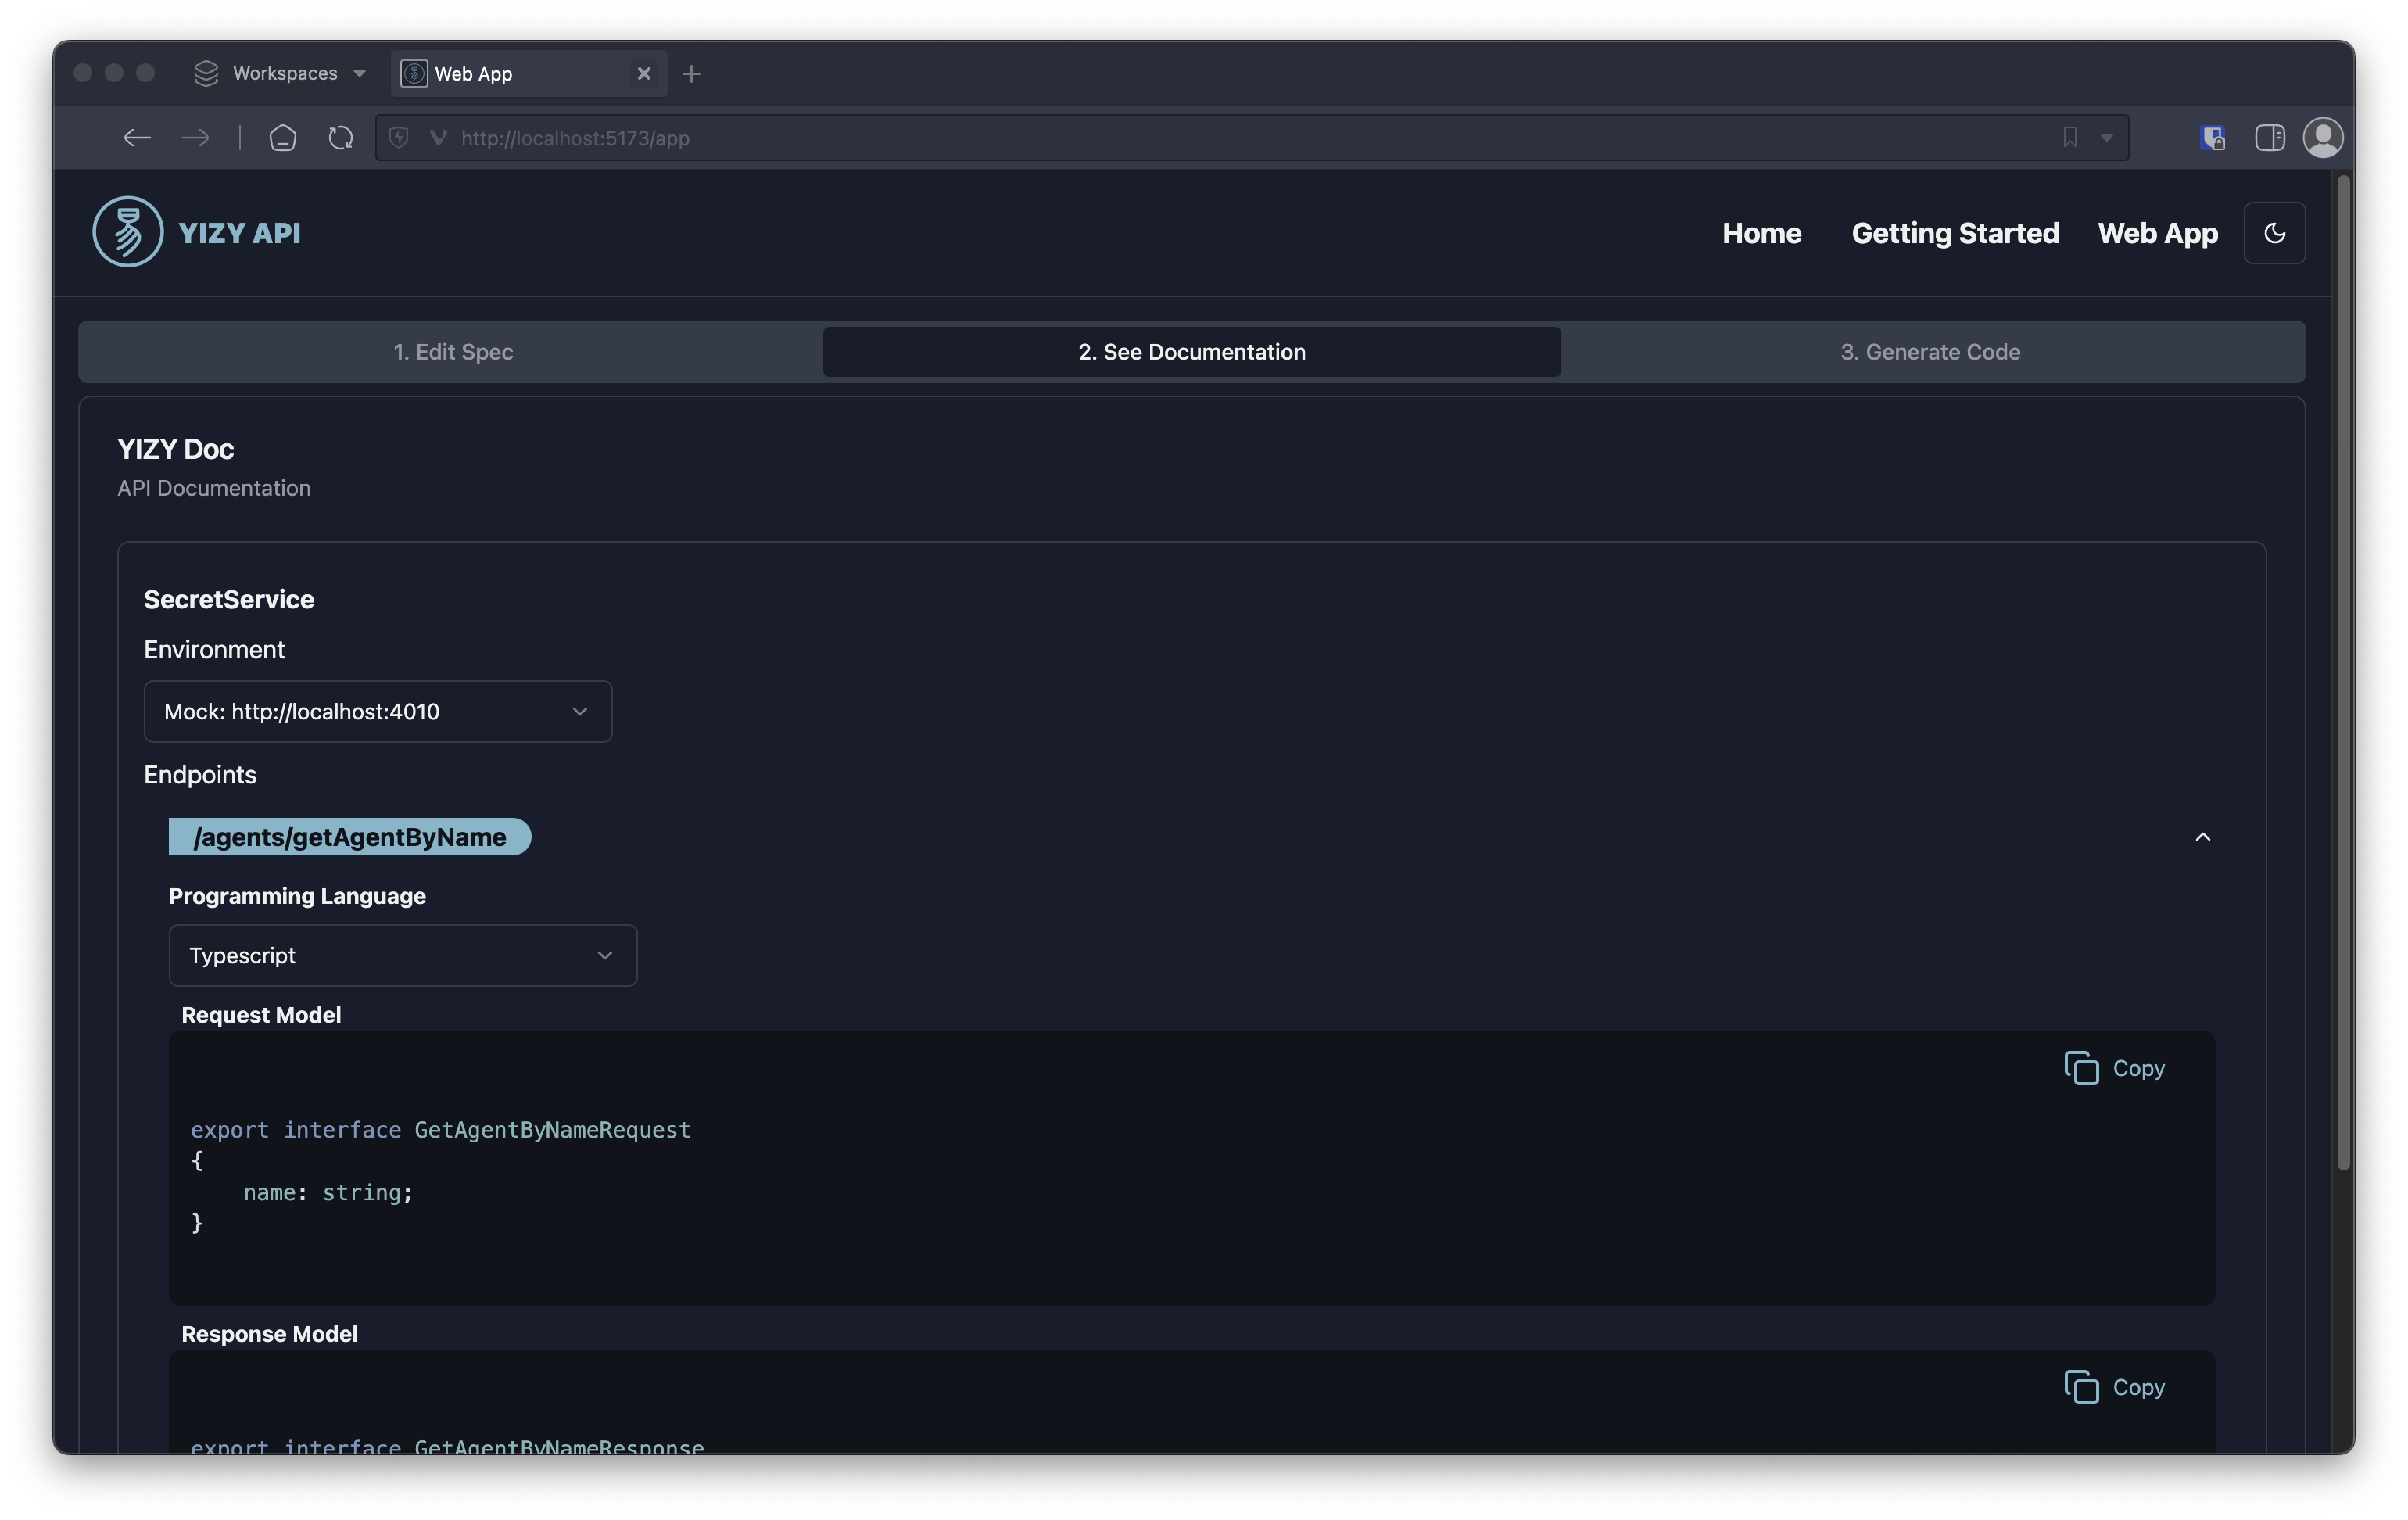 Workspaces
Web App
http://localhost:5173/app
YIZY API
Home
Getting Started
Web App
1. Edit Spec
2. See Documentation
3. Generate Code
YIZY Doc
API Documentation
SecretService
Environment
Mock: http://localhost:4010
Endpoints
/agents/getAgentByName
Programming Language
Typescript
Request Model
Copy
export interface GetAgentByNameRequest
{
    name: string;
}
Response Model
Copy
export interface GetAgentByNameResponse